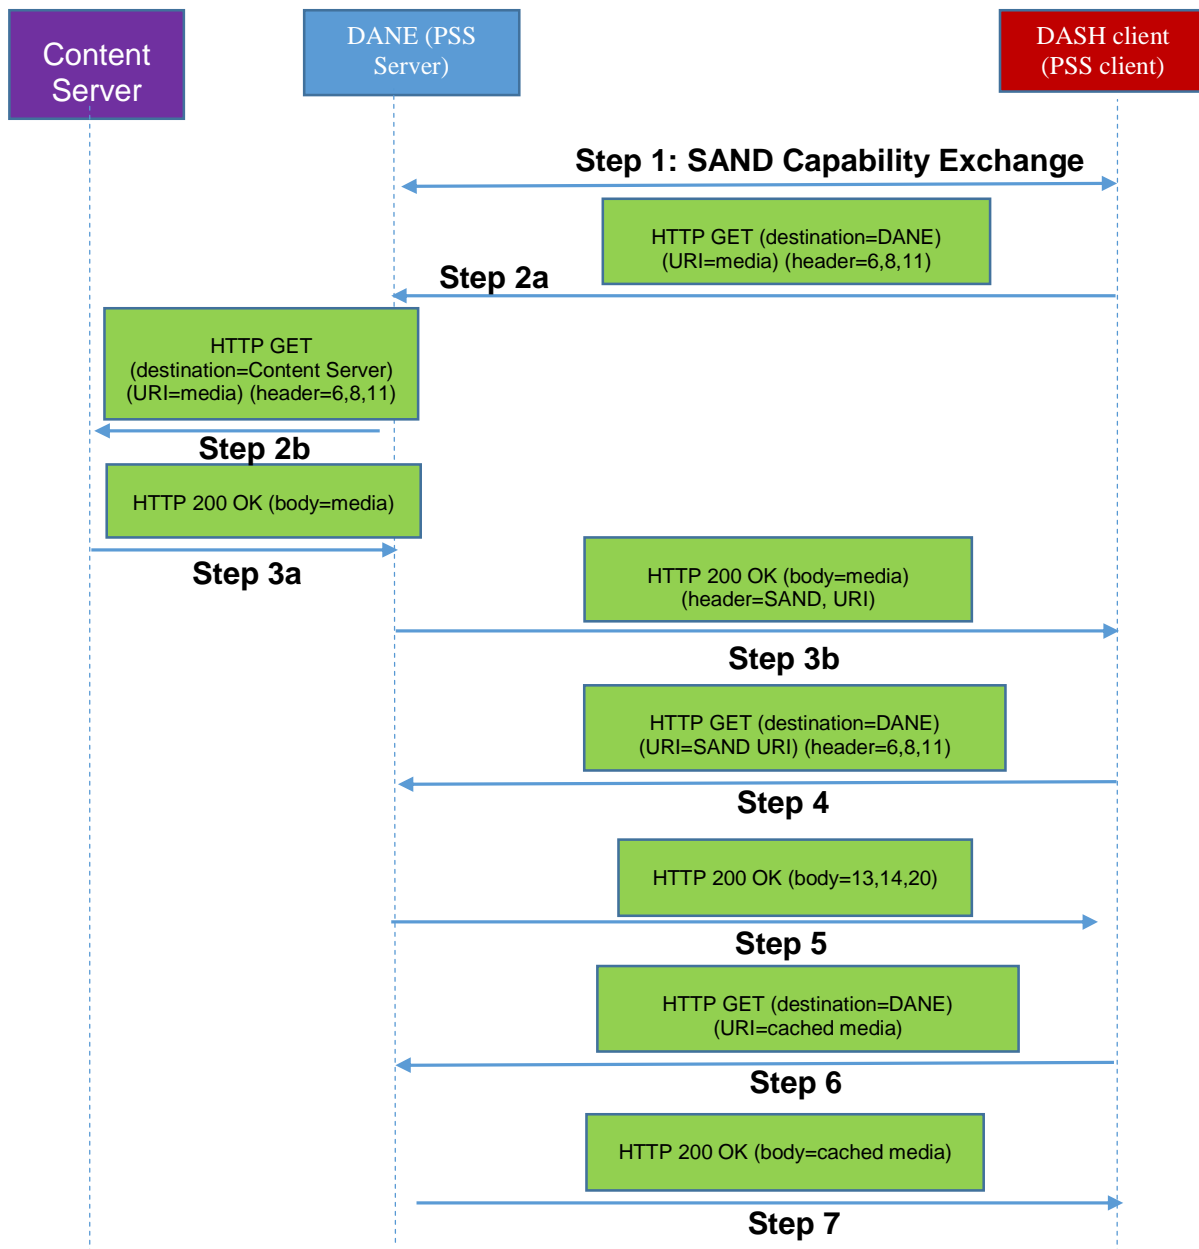 Content
Server
DANE (PSS
Server)
DASH client
(PSS client)
Step 1: SAND Capability Exchange
HTTP GET (destination=DANE)
(URI=media) (header=6,8,11)
Step 2a
HTTP GET
(destination=Content Server)
(URI=media) (header=6,8,11)
Step 2b
HTTP 200 OK (body=media)
Step 3a
HTTP 200 OK (body=media)
(header=SAND, URI)
Step 3b
HTTP GET (destination=DANE)
(URI=SAND URI) (header=6,8,11)
Step 4
HTTP 200 OK (body=13,14,20)
Step 5
HTTP GET (destination=DANE)
(URI=cached media)
Step 6
HTTP 200 OK (body=cached media)
Step 7